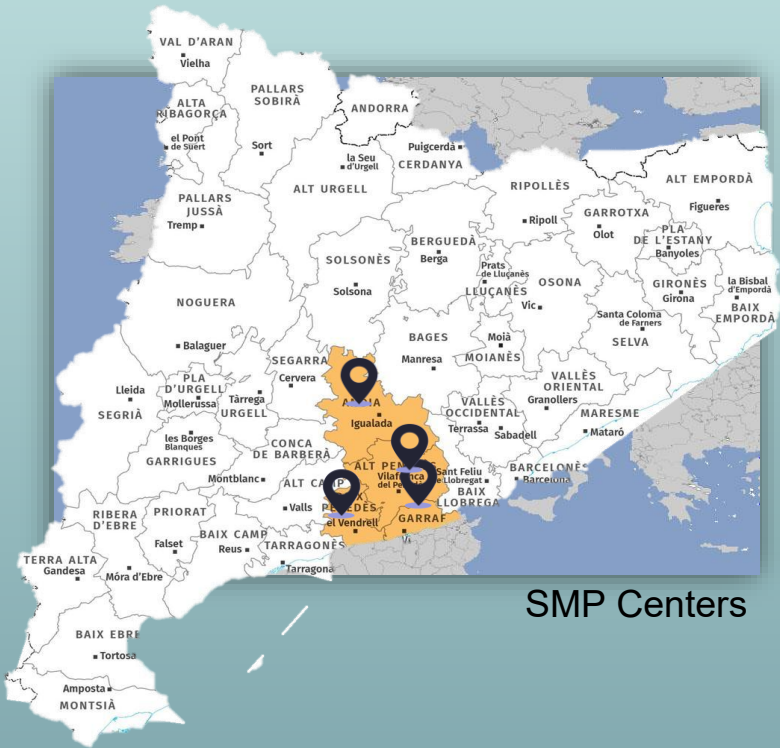 VAL D'ARAN
Vielha
PALLARS
SOBIRÀ
ANDORRA
ALTA
RIBAGORÇA
el Pont
de Suert
Sort
la Seu
d'Urgell
Puigcerdà
CERDANYA
ALT URGELL
RIPOLLÈS
Ripoll
ALT EMPORDÀ
Figueres
GARROTXA
Olot
PLA
DE L'ESTANY
Banyoles
PALLARS
JUSSÀ
Tremp
BERGUEDÀ
Berga
SOLSONÈS
Solsona
Prats
de Lluçanès
LLUÇANÈS
OSONA
Vic
GIRONÈS
Girona
la Bisbal
d'Empordà
BAIX
EMPORDÀ
NOGUERA
Balaguer
Santa Coloma
de Farners
SELVA
BAGES
Manresa
Moià
MOIANÈS
SEGARRA
Cervera
PLA
D'URGELL
Mollerussa
Lleida
SEGRIÀ
Tàrrega
URGELL
Igualada
VALLÈS
ORIENTAL
Granollers
VALLÈS
OCCIDENTAL
Terrassa
Sabadell
MARESME
Mataró
les Borges
Blanques
GARRIGUES
CONCA
DE BARBERÀ
Montblanc
ALT CAMP
Valls
ALT PEN
Vilafranca
del Pe
Sant Feliu
e Llobregat
BAIX
LLOBREGA
BARCELONÈS
Barcelona
el Vendrell
GARRAF
RIBERA
D'EBRE
PRIORAT
Falset
BAIX CAMP
Reus
TARRAGONÈS
Tarragona
TERRA ALTA
Gandesa
Móra d'Ebre
SMP Centers
BAIX EBRE
Tortosa
Amposta
MONTSIÀ